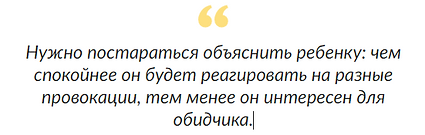 Нужно постараться объяснить ребенку: чем
спокойнее он будет реагировать на разные
провокации, тем менее он интересен для
обидчика.